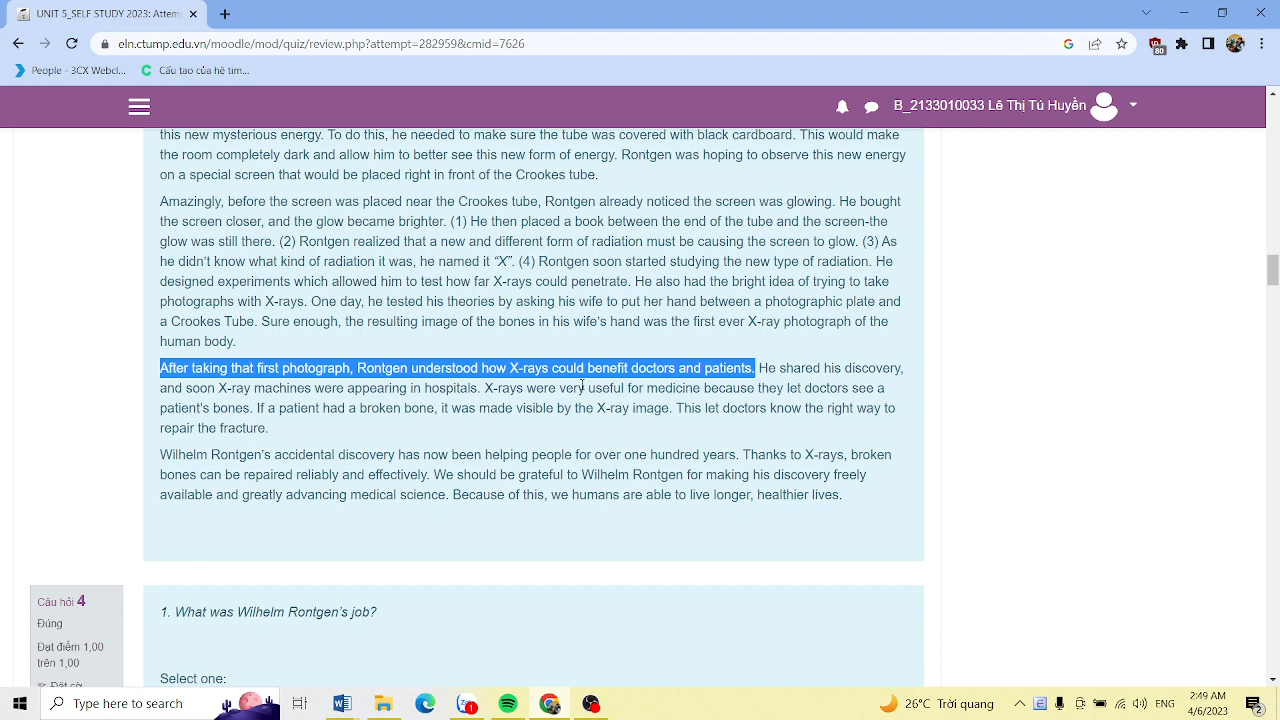 UNIT 5_SELF STUDY 2023: Attem
eln.ctump.edu.vn/moodle/mod/quiz/review.php?attempt=282959&cmid=7626
80
People - 3CX Webcl...
Cấu tạo của hệ tim...
B_2133010033 Lê Thị Tú Huyền
this new mysterious energy. To do this, he needed to make sure the tube was covered with black cardboard. This would make
the room completely dark and allow him to better see this new form of energy. Rontgen was hoping to observe this new energy
on a special screen that would be placed right in front of the Crookes tube.
Amazingly, before the screen was placed near the Crookes tube, Rontgen already noticed the screen was glowing. He bought
the screen closer, and the glow became brighter. (1) He then placed a book between the end of the tube and the screen-the
glow was still there. (2) Rontgen realized that a new and different form of radiation must be causing the screen to glow. (3) As
he didn’t know what kind of radiation it was, he named it “X”. (4) Rontgen soon started studying the new type of radiation. He
designed experiments which allowed him to test how far X-rays could penetrate. He also had the bright idea of trying to take
photographs with X-rays. One day, he tested his theories by asking his wife to put her hand between a photographic plate and
a Crookes Tube. Sure enough, the resulting image of the bones in his wife’s hand was the first ever X-ray photograph of the
human body.
After taking that first photograph, Rontgen understood how X-rays could benefit doctors and patients. He shared his discovery,
and soon X-ray machines were appearing in hospitals. X-rays were very useful for medicine because they let doctors see a
patient's bones. If a patient had a broken bone, it was made visible by the X-ray image. This let doctors know the right way to
repair the fracture.
Wilhelm Rontgen’s accidental discovery has now been helping people for over one hundred years. Thanks to X-rays, broken
bones can be repaired reliably and effectively. We should be grateful to Wilhelm Rontgen for making his discovery freely
available and greatly advancing medical science. Because of this, we humans are able to live longer, healthier lives.
Câu hỏi 4
Đúng
Đạt điểm 1,00
trên 1,00
Đặt cờ
1. What was Wilhelm Rontgen’s job?
Select one:
Type here to search
1
26°C Trời quang
ENG
2:49 AM
4/6/2023
2